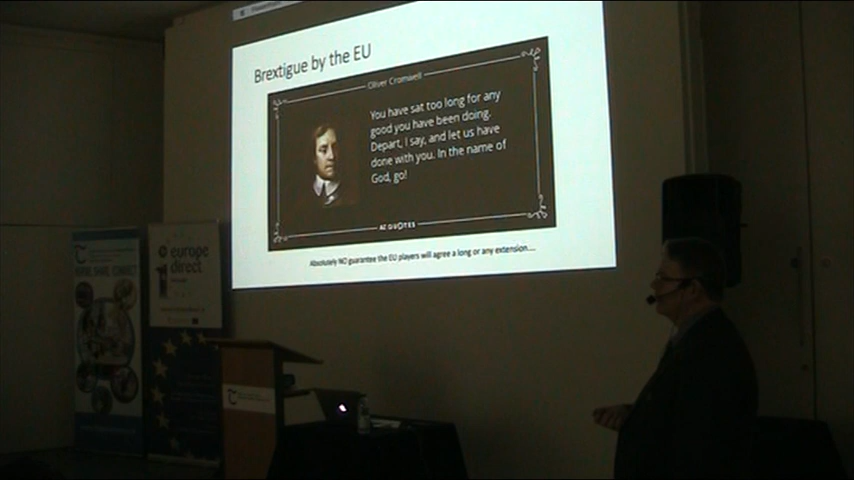 Brextigue by the EU
Oliver Cromwell
You have sat too long for any
good you have been doing.
Depart, I say, and let us have
done with you. In the name of
God, go!
AZ QUOTES
Absolutely NO guarantee the EU players will agree a long or any extension....
europe
direct